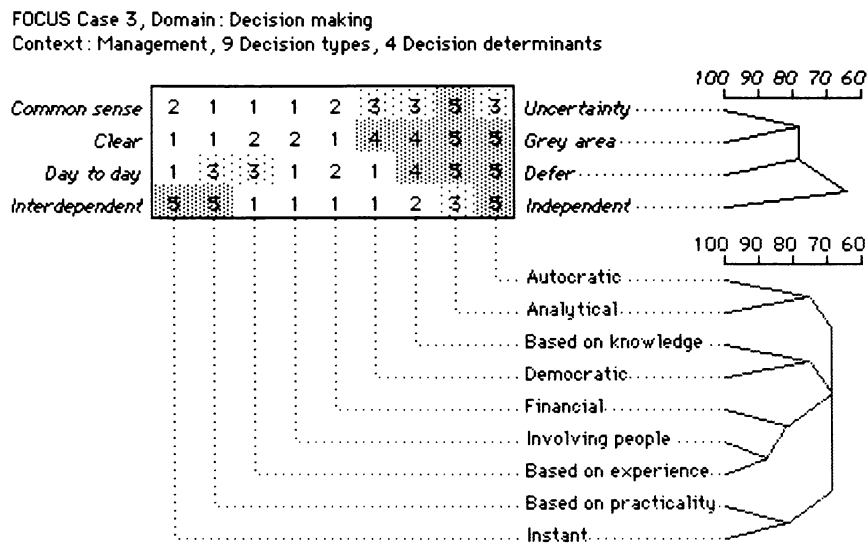 FOCUS Case 3, Domain: Decision making
Context: Management, 9 Decision types, 4 Decision determinants
100 90 80 70 60
Common sense 2 1 1 1 2 3 3 5 3 Uncertainty
Clear 1 1 2 2 1 4 4 5 5 Grey area
Day to day 1 3 3 1 2 1 4 5 5 Defer
Interdependent 5 5 1 1 1 1 2 3 5 Independent
100 90 80 70 60
Autocratic
Analytical
Based on knowledge
Democratic
Financial
Involving people
Based on experience
Based on practicality
Instant